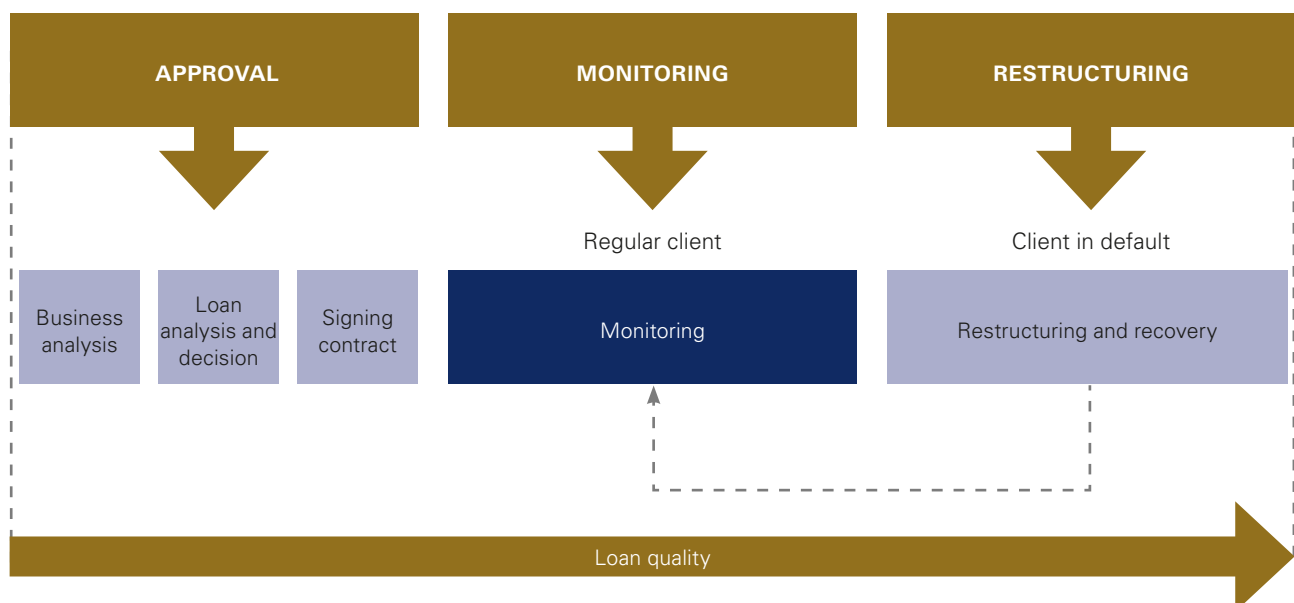 APPROVAL
MONITORING
RESTRUCTURING
Regular client
Client in default
Business
analysis
Loan
analysis and
decision
Signing
contract
Monitoring
Restructuring and recovery
Loan quality